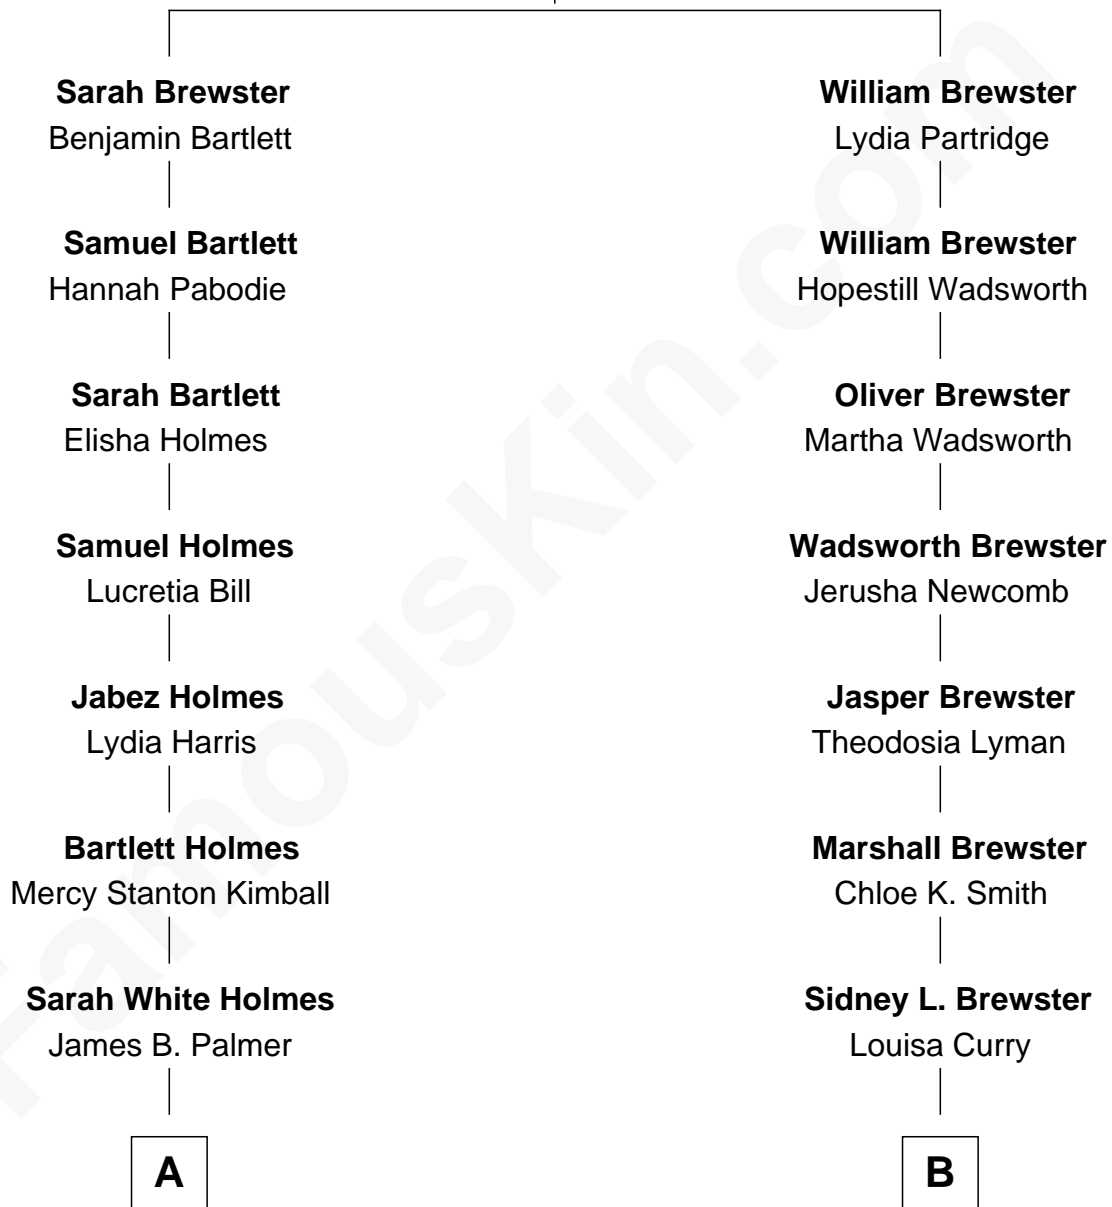 Sarah Brewster
Benjamin Bartlett
William Brewster
Lydia Partridge
Samuel Bartlett
Hannah Pabodie
William Brewster
Hopestill Wadsworth
Sarah Bartlett
Elisha Holmes
Oliver Brewster
Martha Wadsworth
Samuel Holmes
Lucretia Bill
Wadsworth Brewster
Jerusha Newcomb
Jabez Holmes
Lydia Harris
Jasper Brewster
Theodosia Lyman
Bartlett Holmes
Mercy Stanton Kimball
Marshall Brewster
Chloe K. Smith
Sarah White Holmes
James B. Palmer
Sidney L. Brewster
Louisa Curry
A
B
FamousKin.com